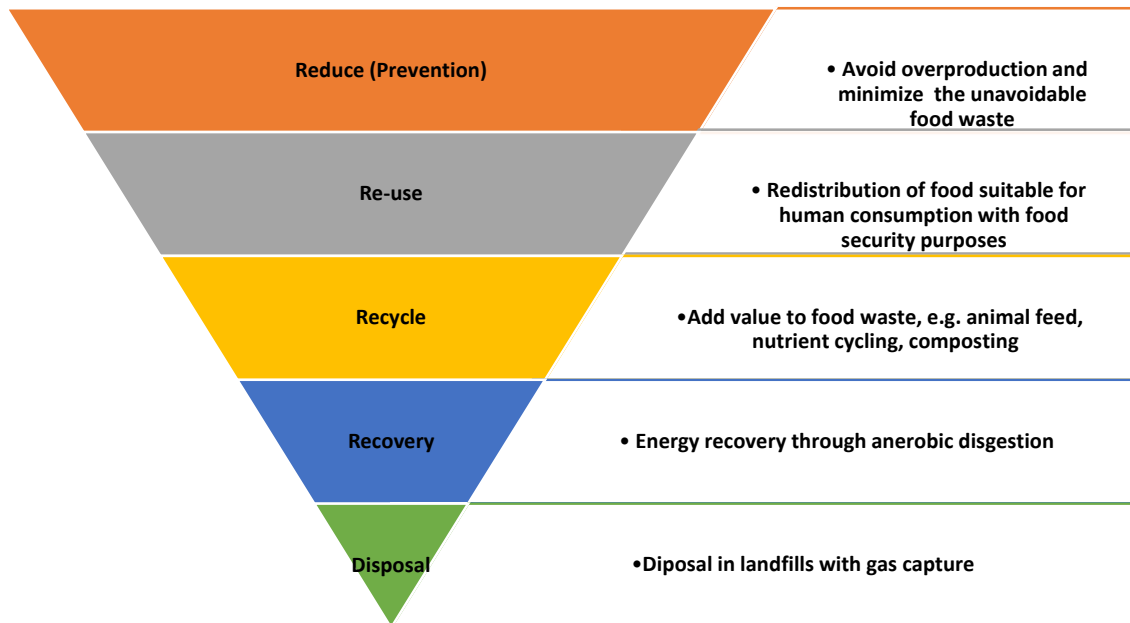 Reduce (Prevention)
• Avoid overproduction and
minimize the unavoidable
food waste
Re-use
• Redistribution of food suitable for
human consumption with food
security purposes
Recycle
•Add value to food waste, e.g. animal feed,
nutrient cycling, composting
Recovery
• Energy recovery through anerobic disgestion
Disposal
•Diposal in landfills with gas capture